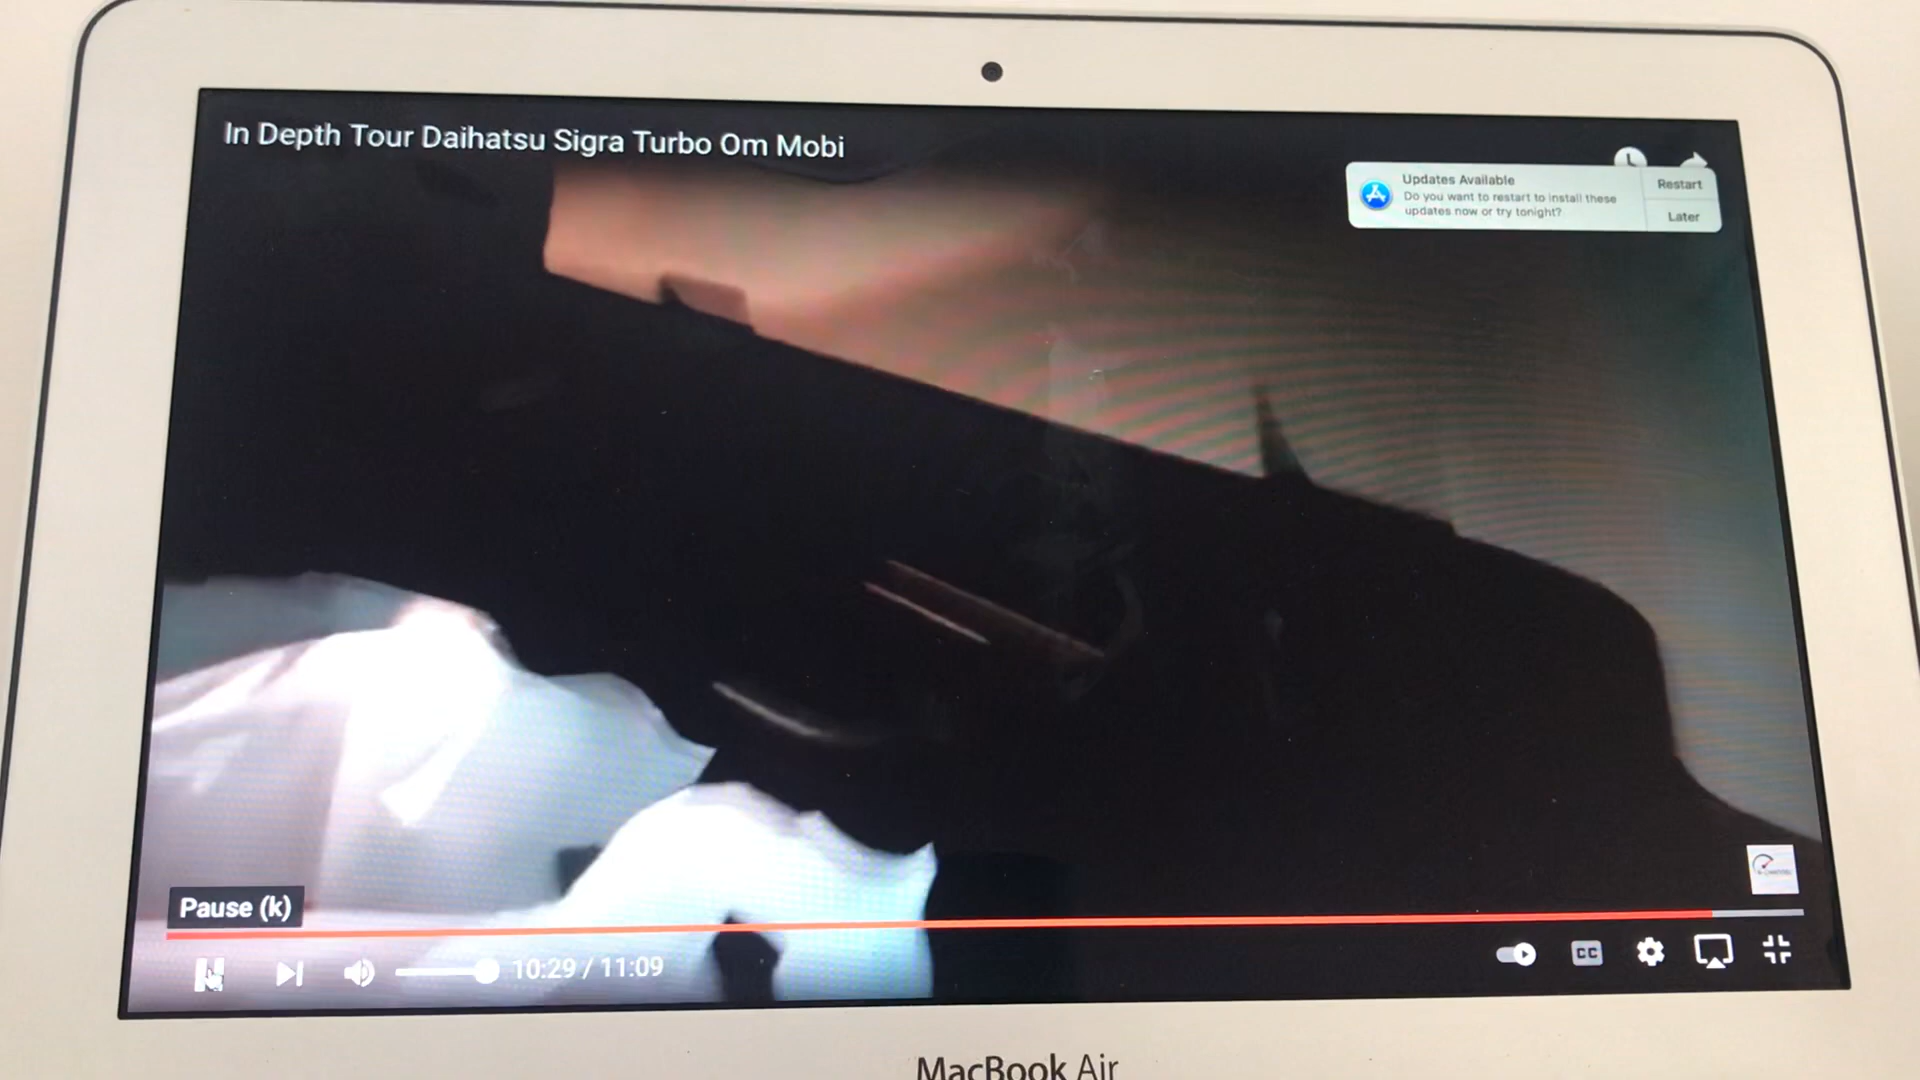 In Depth Tour Daihatsu Sigra Turbo Om Mobi
Updates Available
Do you want to restart to install these
updates now or try tonight?
Restart
Later
Pause (k)
10:29 / 11:09
CC
MacBook Air